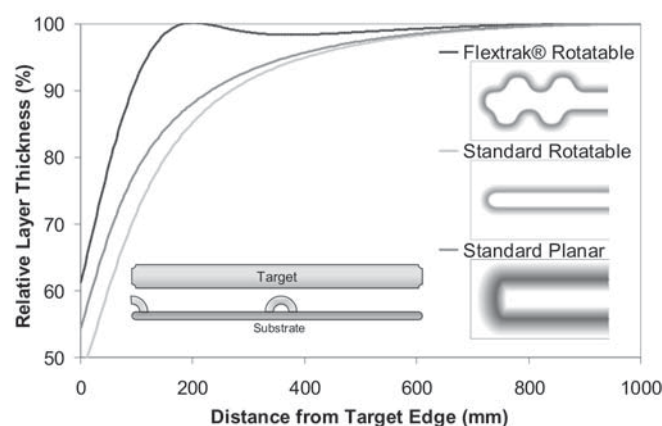 Relative Layer Thickness (%)
100
90
80
70
60
50
0
200
400
600
800
1000
Distance from Target Edge (mm)
Flextrak® Rotatable
Standard Rotatable
Standard Planar
Target
Substrate